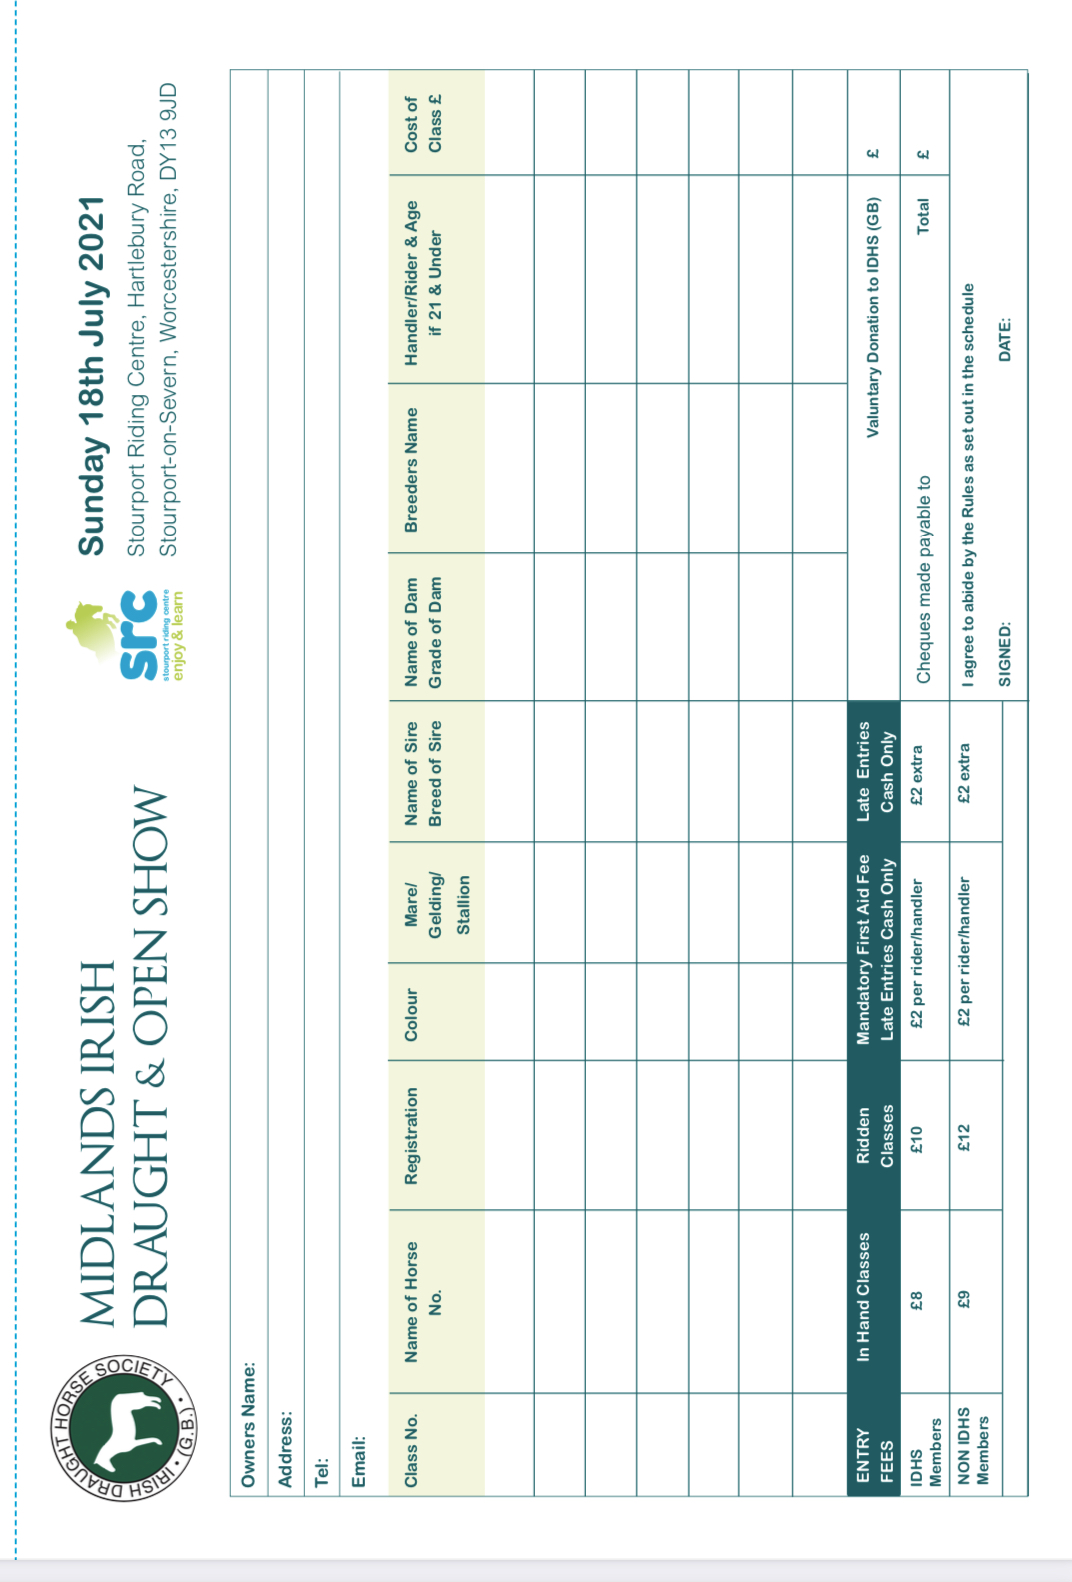 IRISH DRAUGHT HORSE SOCIETY • (G.B.) •
MIDLANDS IRISH
DRAUGHT & OPEN SHOW
src
stourport riding centre
enjoy & learn
Sunday 18th July 2021
Stourport Riding Centre, Hartlebury Road,
Stourport-on-Severn, Worcestershire, DY13 9JD
Owners Name:
Address:
Tel:
Email:
Class No.
Name of Horse
No.
Registration
Colour
Mare/
Gelding/
Stallion
Name of Sire
Breed of Sire
Name of Dam
Grade of Dam
Breeders Name
Handler/Rider & Age
if 21 & Under
Cost of
Class £
ENTRY
FEES
In Hand Classes
Ridden
Classes
Mandatory First Aid Fee
Late Entries Cash Only
Late Entries
Cash Only
Valuntary Donation to IDHS (GB)
£
IDHS
Members
£8
£10
£2 per rider/handler
£2 extra
Cheques made payable to
Total
£
NON IDHS
Members
£9
£12
£2 per rider/handler
£2 extra
I agree to abide by the Rules as set out in the schedule
SIGNED:
DATE: